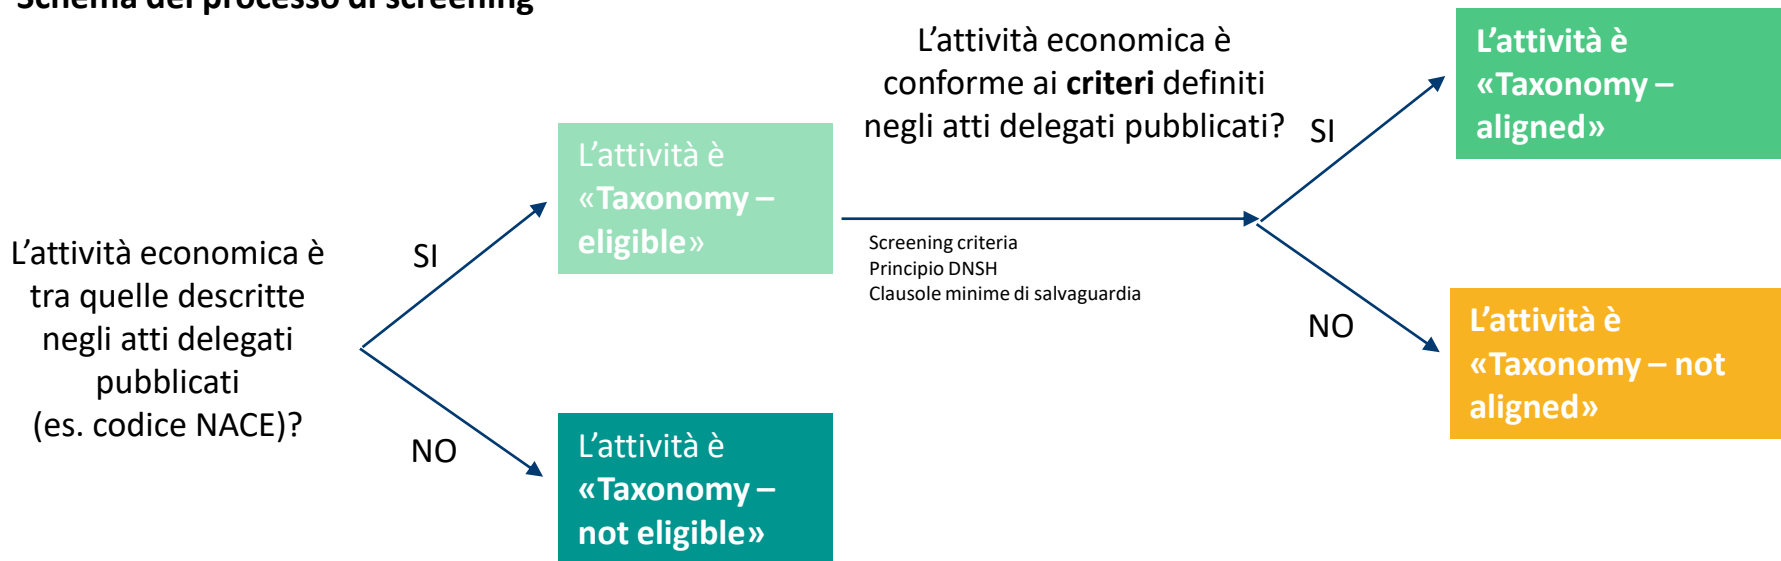 Schema del processo di screening
L'attività economica è
tra quelle descritte
negli atti delegati
pubblicati
(es. codice NACE)?
SI
NO
L'attività è
«Taxonomy –
eligible»
L'attività è
«Taxonomy –
not eligible»
L'attività economica è
conforme ai criteri definiti
negli atti delegati pubblicati?
Screening criteria
Principio DNSH
Clausole minime di salvaguardia
SI
NO
L'attività è
«Taxonomy –
aligned»
L'attività è
«Taxonomy – not
aligned»